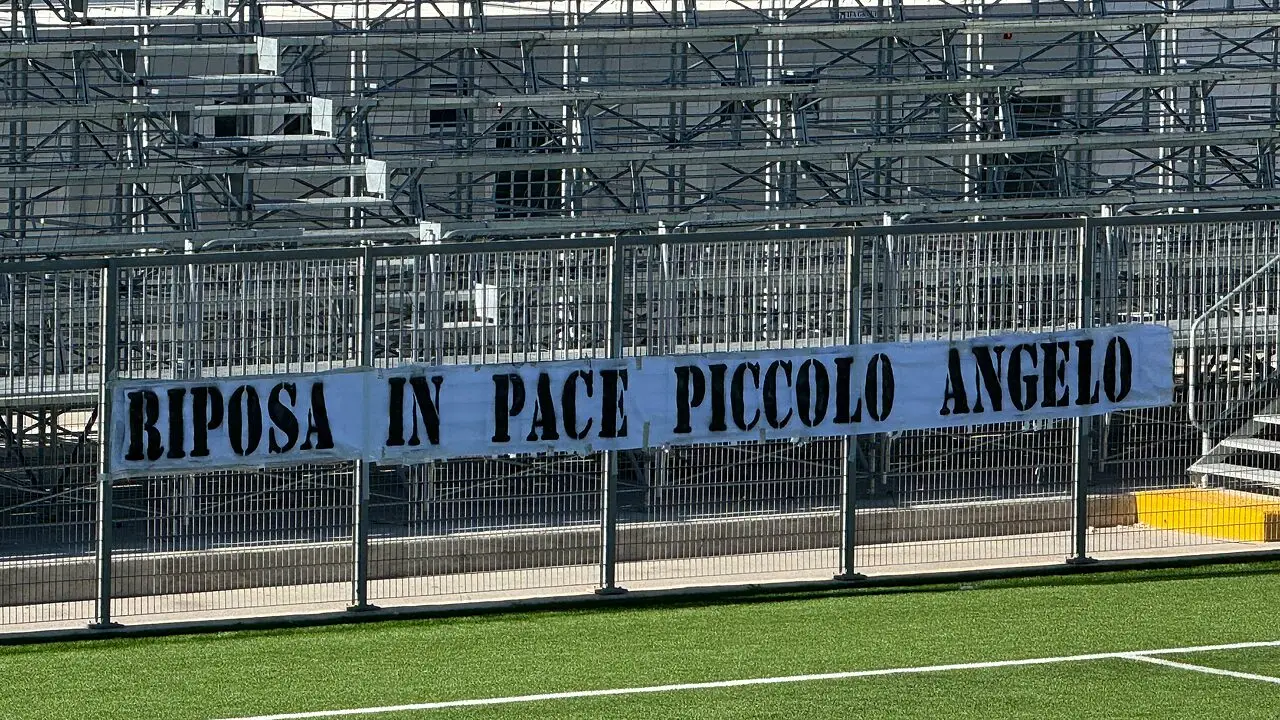 RIPOSA IN PACE PICCOLO ANGELO